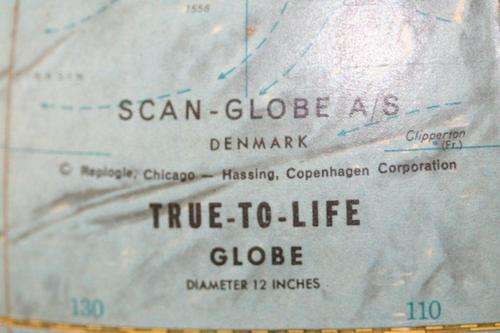 1556
SCAN-GLOBE A/S
DENMARK
Clipperton
(Fr.)
© Replogle, Chicago — Hassing, Copenhagen Corporation
TRUE-TO-LIFE
GLOBE
DIAMETER 12 INCHES
130
110